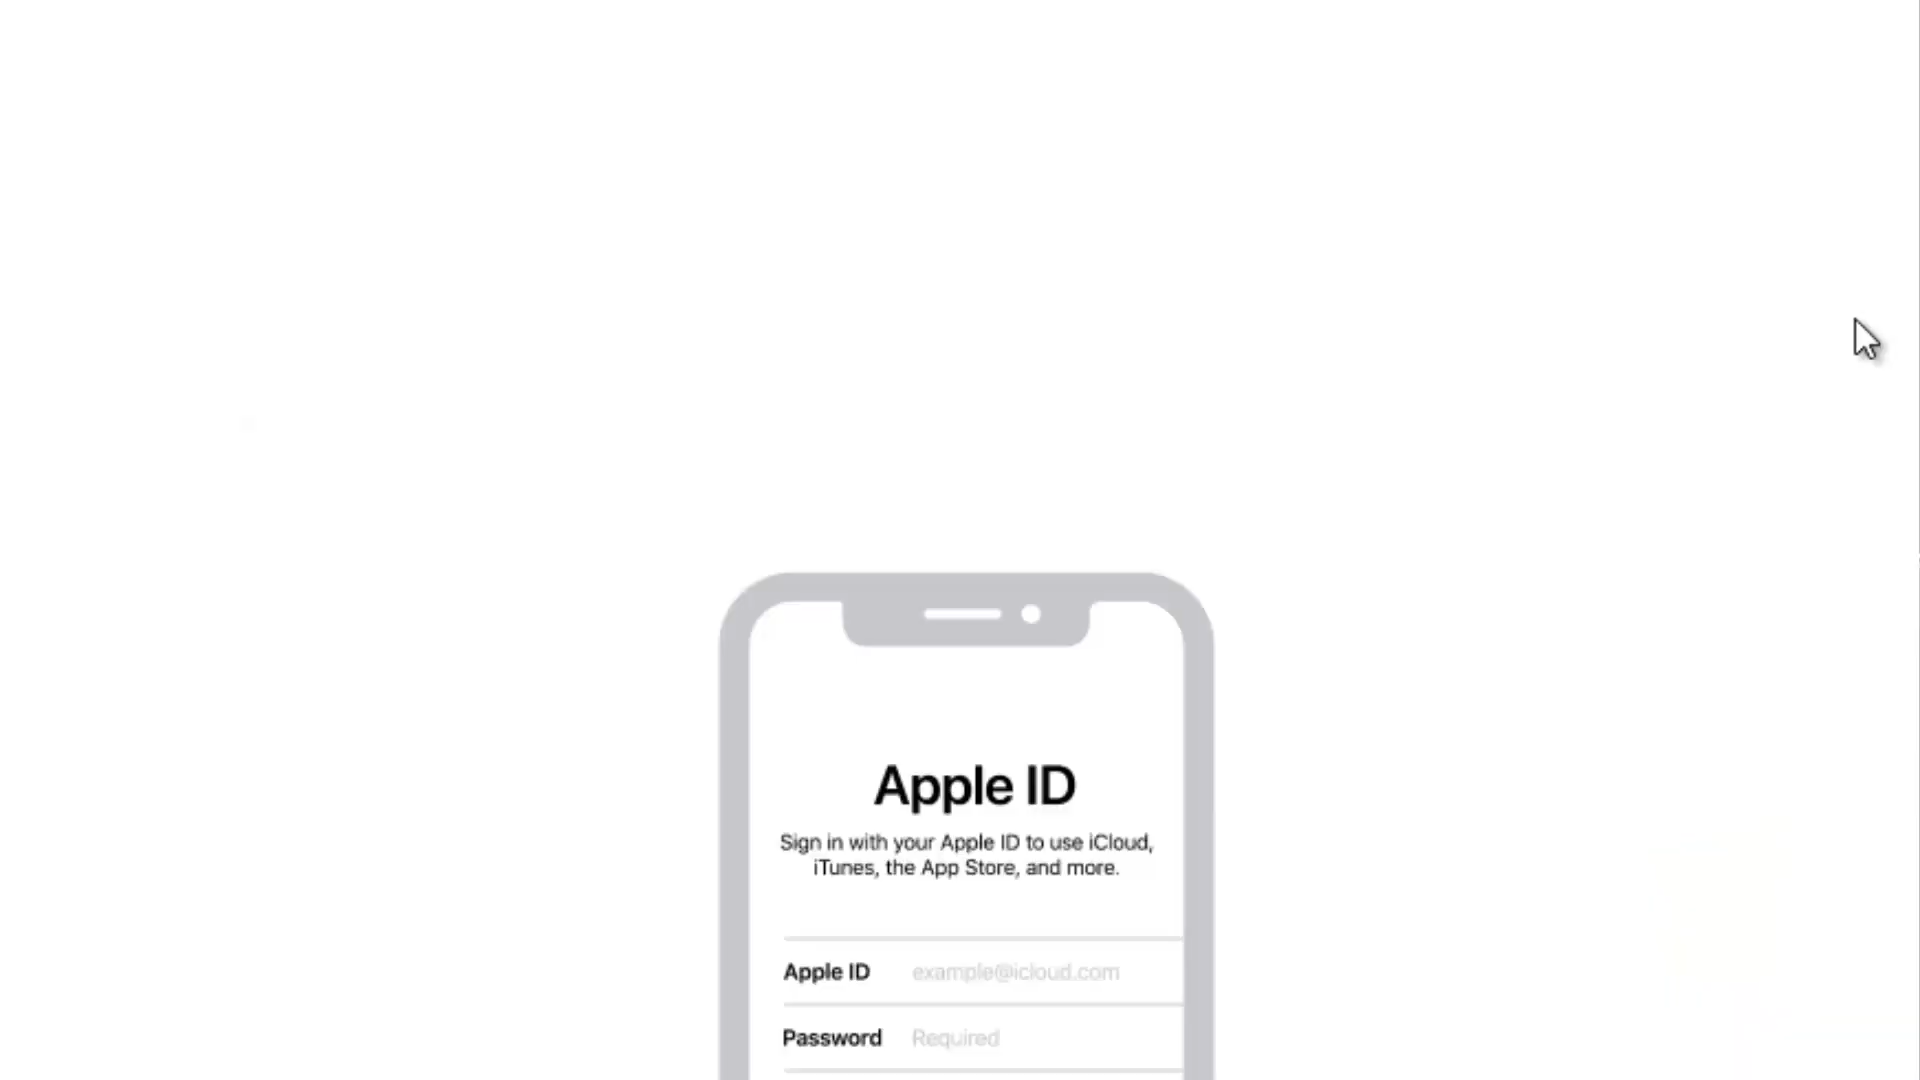 Apple ID
Sign in with your Apple ID to use iCloud,
iTunes, the App Store, and more.
Apple ID example@icloud.com
Password Required